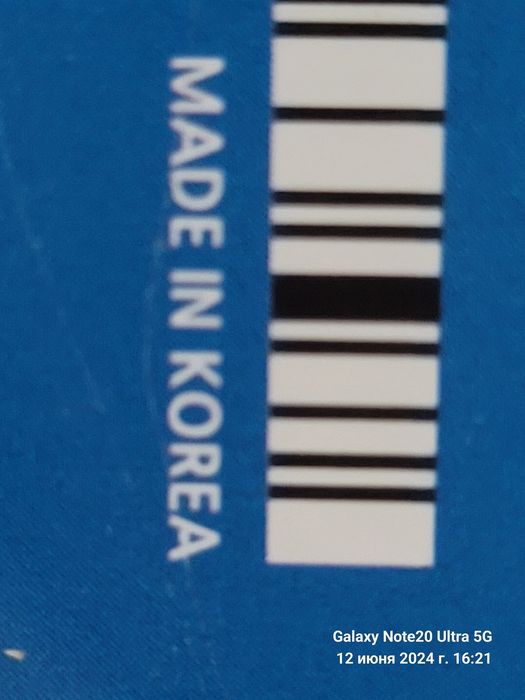 MADE IN KOREA
Galaxy Note20 Ultra 5G
12 июня 2024 г. 16:21